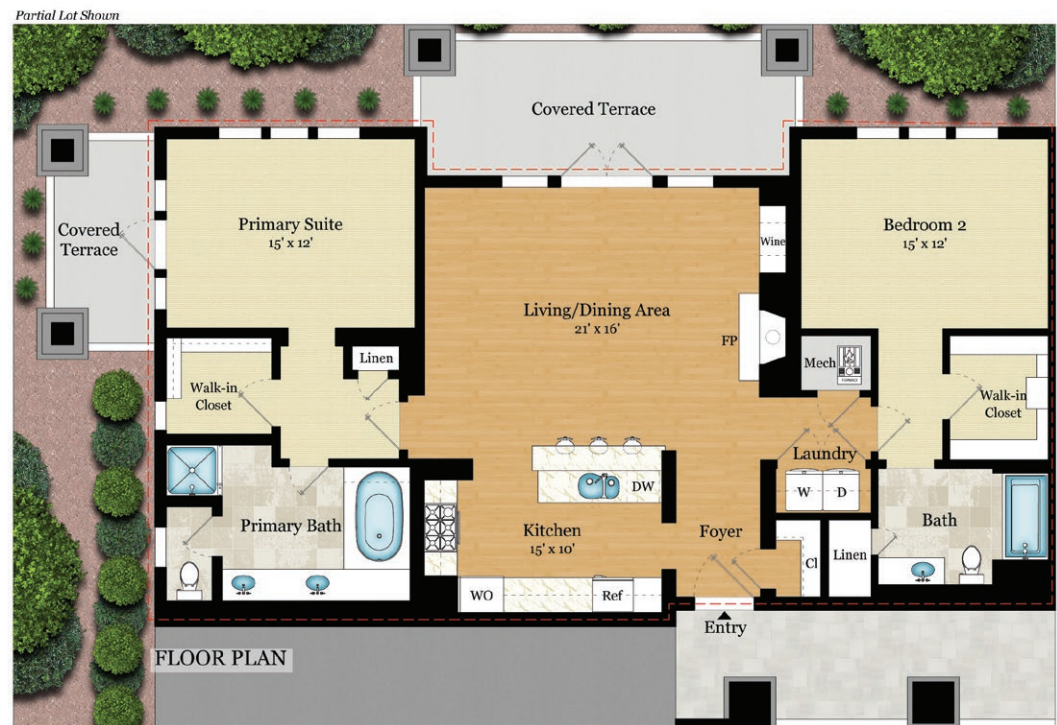 Partial Lot Shown
Covered Terrace
Covered
Terrace
Primary Suite
15' x 12'
Bedroom 2
15' x 12'
Wine
Living/Dining Area
21' x 16'
FP
Linen
Mech
FURNACE
Walk-in
Closet
Walk-in
Closet
Laundry
W
D
DW
Primary Bath
Kitchen
15' x 10'
Foyer
Bath
Cl
Linen
WO
Ref
Entry
FLOOR PLAN